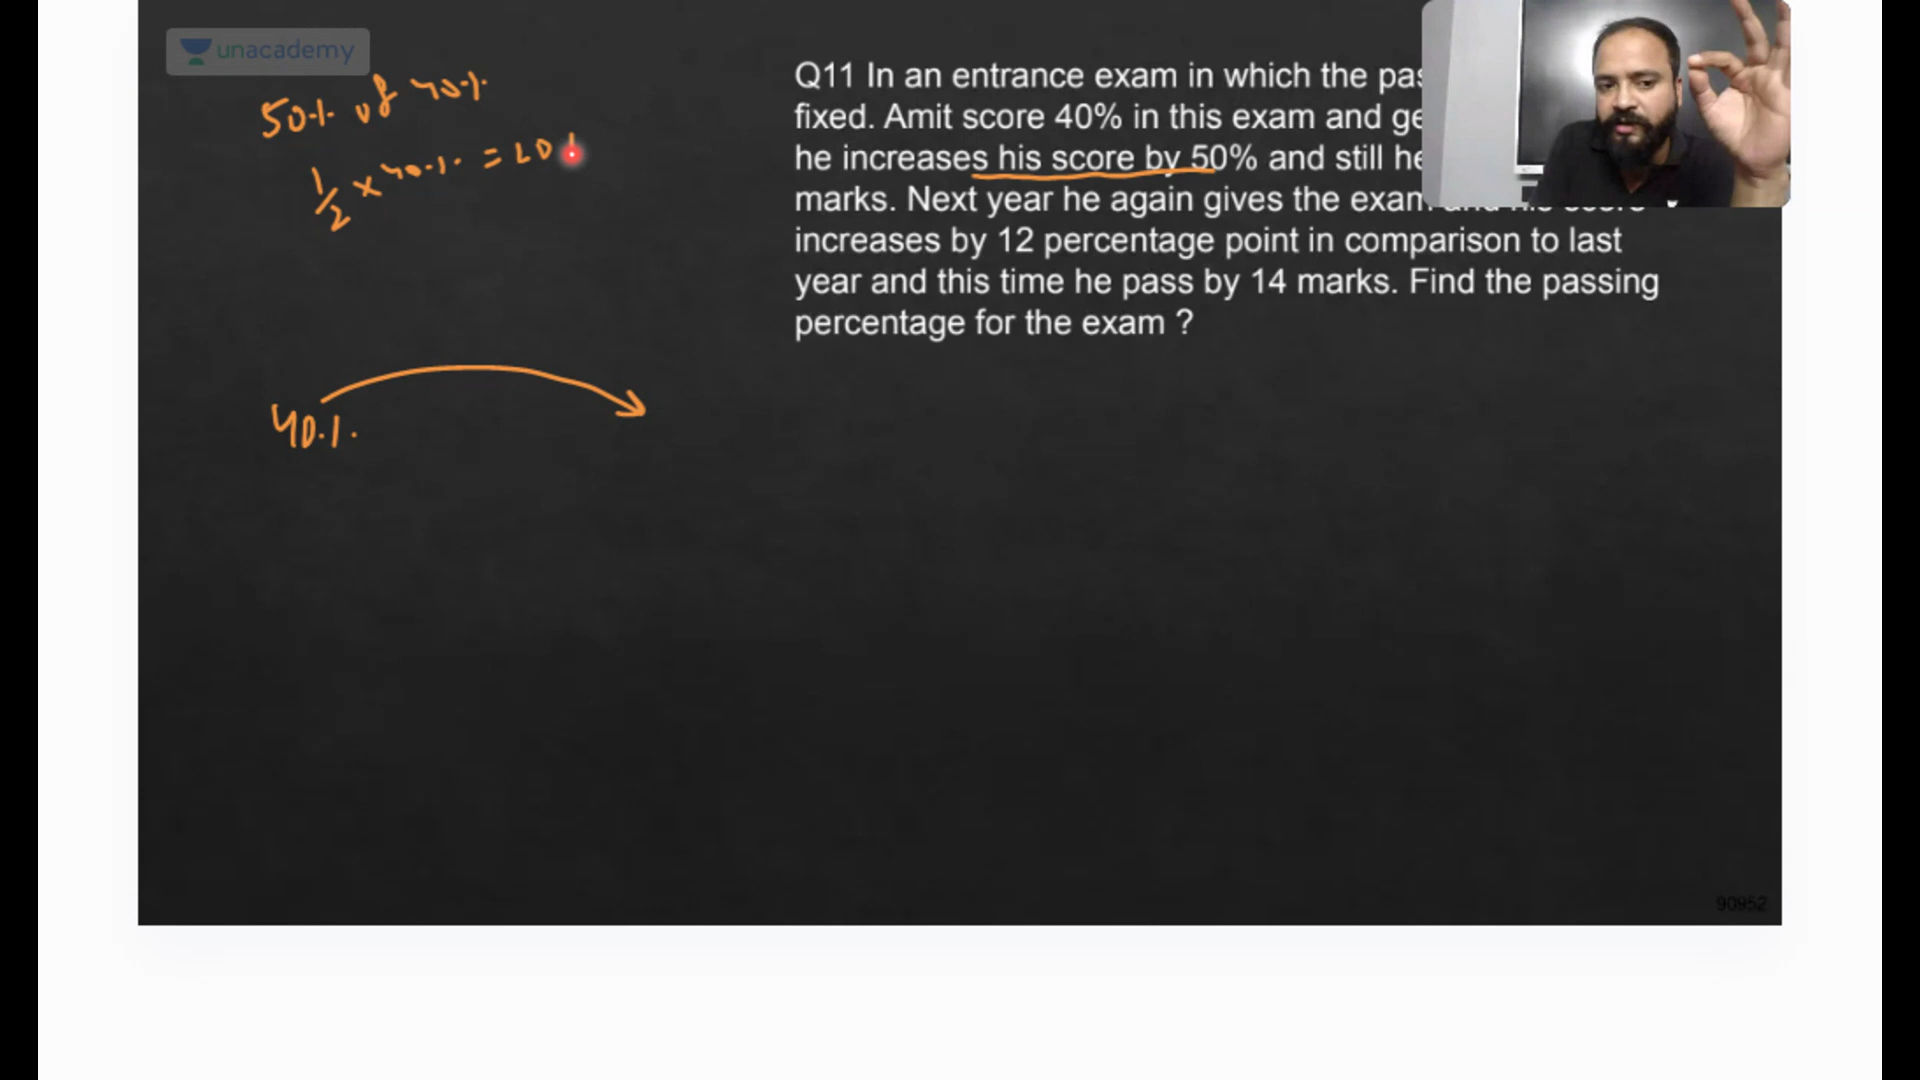 unacademy
50% of 40%
1/2 x 40% = 20
40%.
Q11 In an entrance exam in which the
fixed. Amit score 40% in this exam and
he increases his score by 50% and still
marks. Next year he again gives the exam
increases by 12 percentage point in comparison to last
year and this time he pass by 14 marks. Find the passing
percentage for the exam ?
90952